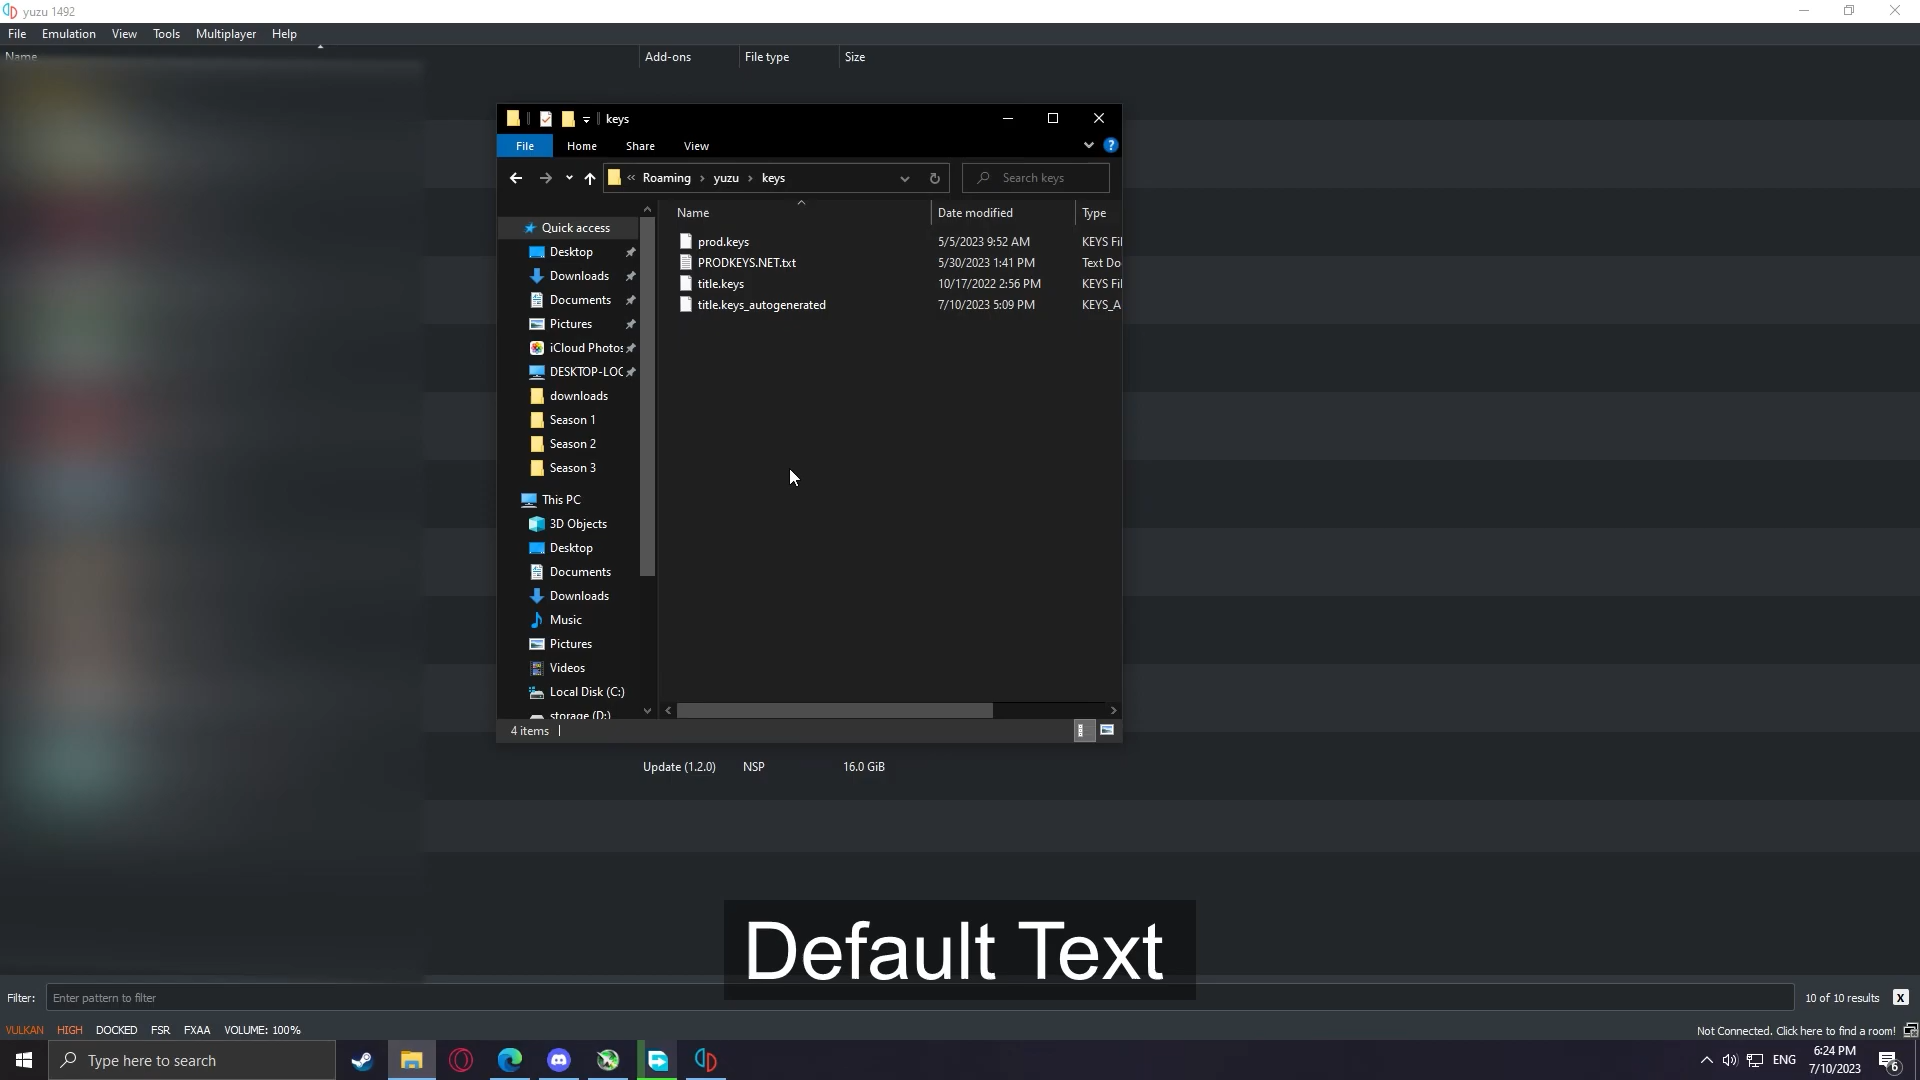 yuzu 1492
File Emulation View Tools Multiplayer Help
Name Add-ons File type Size
keys
File Home Share View
« Roaming › yuzu › keys
Search keys
Name Date modified Type
prod.keys 5/5/2023 9:52 AM KEYS Fil
PRODKEYS.NET.txt 5/30/2023 1:41 PM Text Do
title.keys 10/17/2022 2:56 PM KEYS Fil
title.keys_autogenerated 7/10/2023 5:09 PM KEYS_A
Quick access
Desktop
Downloads
Documents
Pictures
iCloud Photos
DESKTOP-LOC
downloads
Season 1
Season 2
Season 3
This PC
3D Objects
Desktop
Documents
Downloads
Music
Pictures
Videos
Local Disk (C:)
storage (D:)
4 items
Update (1.2.0) NSP 16.0 GiB
Default Text
Filter: Enter pattern to filter 10 of 10 results X
VULKAN HIGH DOCKED FSR FXAA VOLUME: 100% Not Connected. Click here to find a room!
Type here to search
ENG
6:24 PM
7/10/2023
6